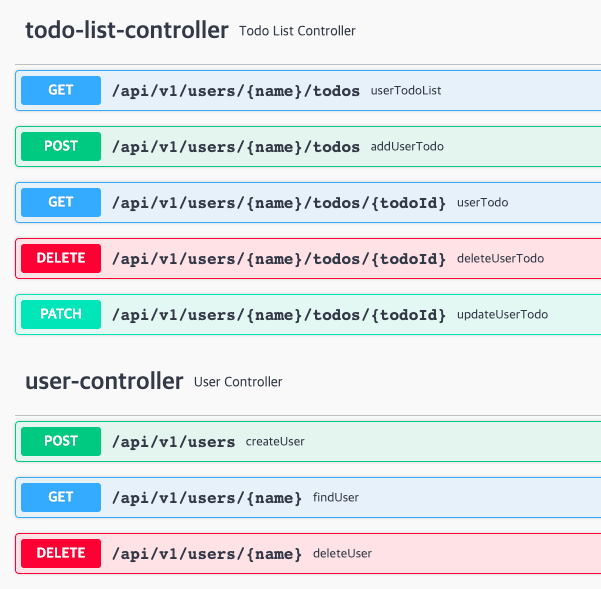 todo-list-controller Todo List Controller
GET /api/v1/users/{name}/todos userTodoList
POST /api/v1/users/{name}/todos addUserTodo
GET /api/v1/users/{name}/todos/{todoId} userTodo
DELETE /api/v1/users/{name}/todos/{todoId} deleteUserTodo
PATCH /api/v1/users/{name}/todos/{todoId} updateUserTodo
user-controller User Controller
POST /api/v1/users createUser
GET /api/v1/users/{name} findUser
DELETE /api/v1/users/{name} deleteUser